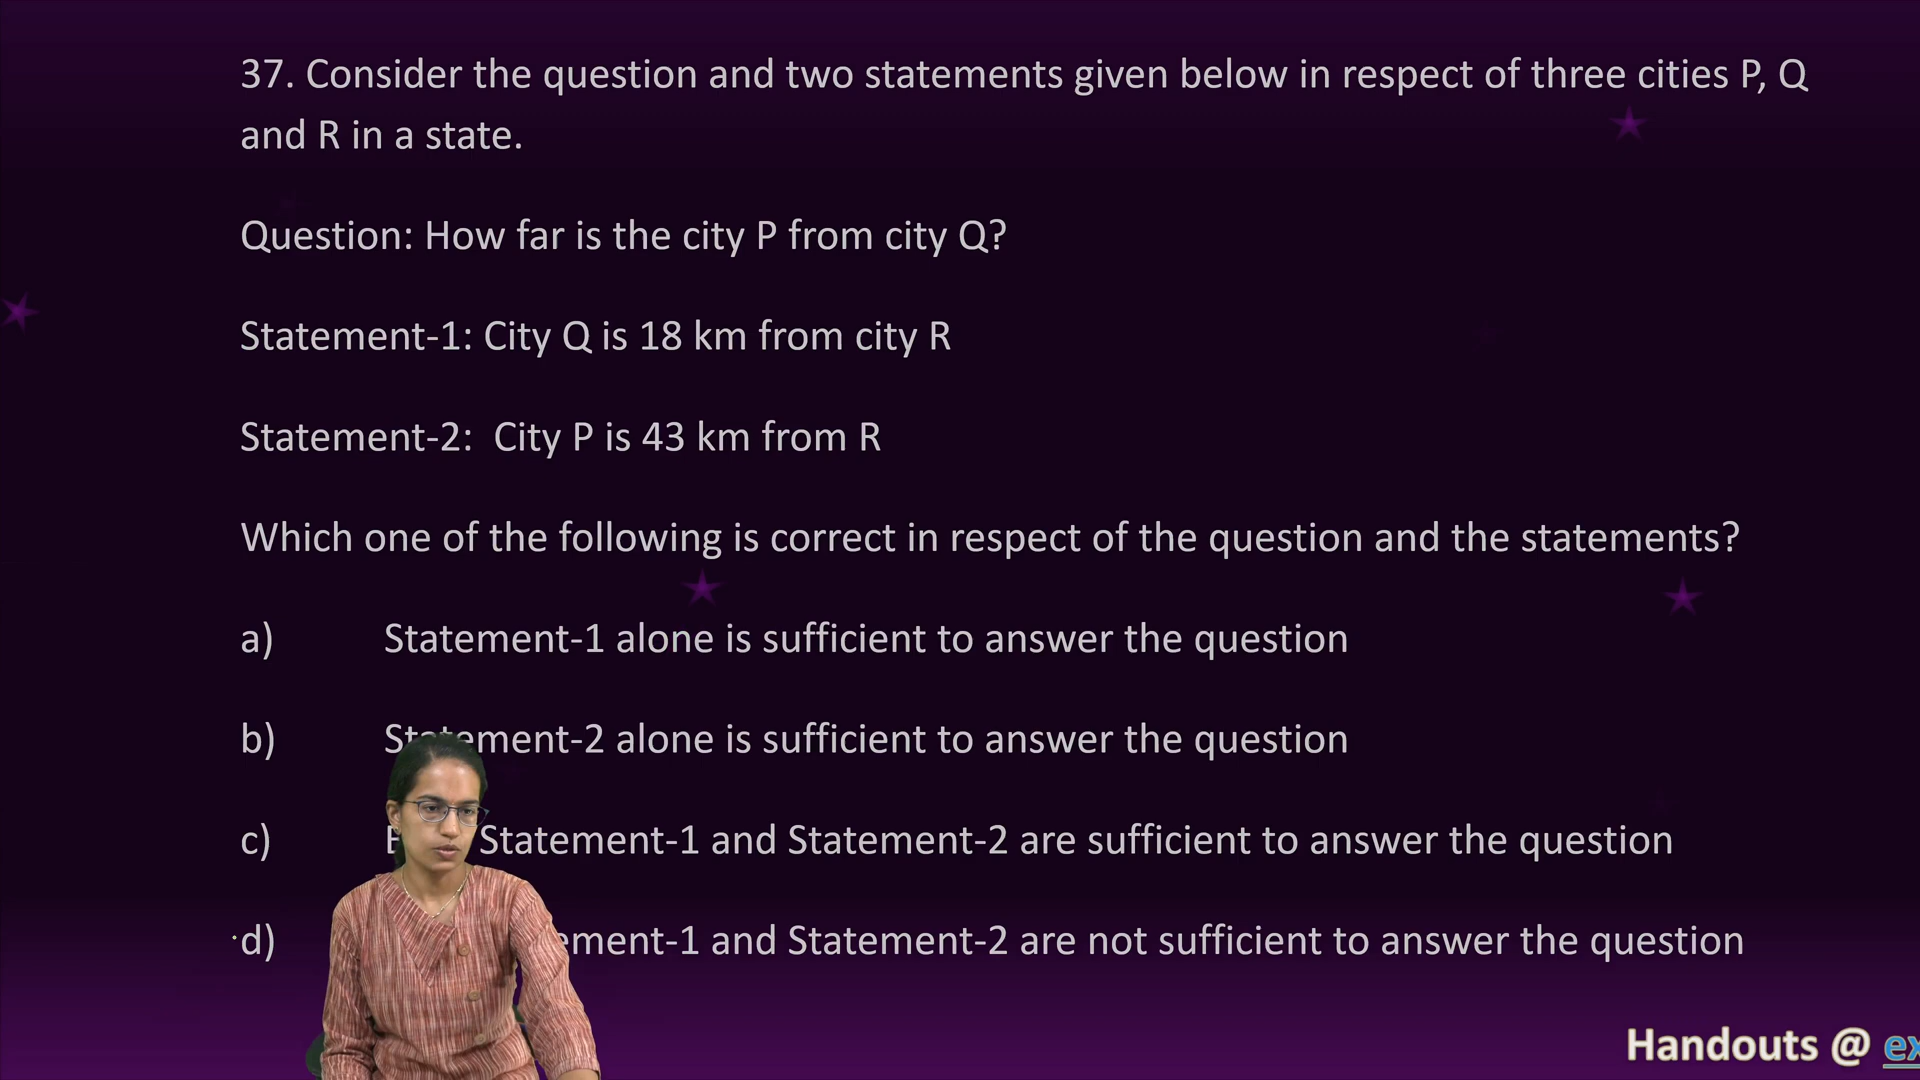 37. Consider the question and two statements given below in respect of three cities P, Q
and R in a state.
Question: How far is the city P from city Q?
Statement-1: City Q is 18 km from city R
Statement-2: City P is 43 km from R
Which one of the following is correct in respect of the question and the statements?
a) Statement-1 alone is sufficient to answer the question
b) Statement-2 alone is sufficient to answer the question
c) Statement-1 and Statement-2 are sufficient to answer the question
d) and Statement-2 are not sufficient to answer the question
Handouts @ ex